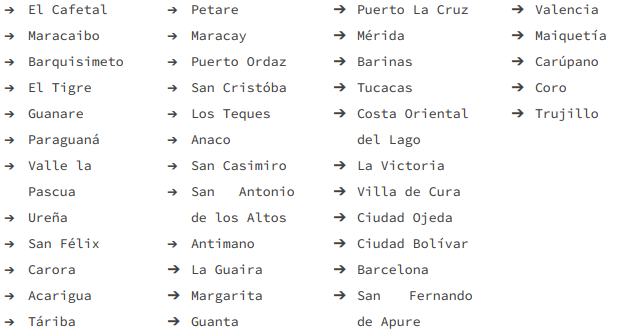 ➔ El Cafetal
➔ Maracaibo
➔ Barquisimeto
➔ El Tigre
➔ Guanare
➔ Paraguaná
➔ Valle la
Pascua
➔ Ureña
➔ San Félix
➔ Carora
➔ Acarigua
➔ Táriba
➔ Petare
➔ Maracay
➔ Puerto Ordaz
➔ San Cristóba
➔ Los Teques
➔ Anaco
➔ San Casimiro
➔ San Antonio
de los Altos
➔ Antimano
➔ La Guaira
➔ Margarita
➔ Guanta
➔ Puerto La Cruz
➔ Mérida
➔ Barinas
➔ Tucacas
➔ Costa Oriental
del Lago
➔ La Victoria
➔ Villa de Cura
➔ Ciudad Ojeda
➔ Ciudad Bolívar
➔ Barcelona
➔ San Fernando
de Apure
➔ Valencia
➔ Maiquetía
➔ Carúpano
➔ Coro
➔ Trujillo